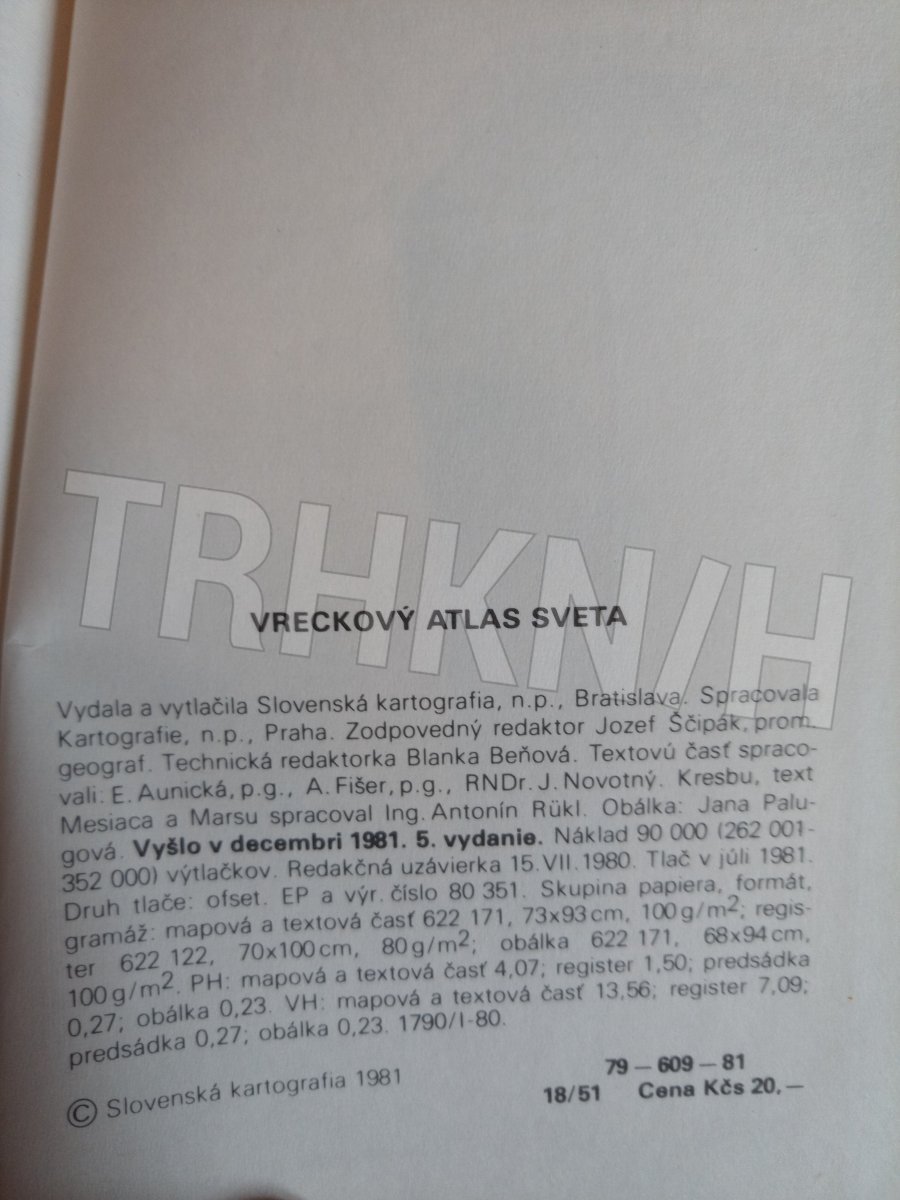 TRHKN/H
VRECKOVÝ ATLAS SVETA
Vydala a vytlačila Slovenská kartografia, n.p., Bratislava. Spracovala
Kartografie, n.p., Praha. Zodpovedný redaktor Jozef Ščipák, prom.
geograf. Technická redaktorka Blanka Beňová. Textovú časť spraco-
vali: E. Aunická, p.g., A. Fišer, p.g., RNDr. J. Novotný. Kresbu, text
Mesiaca a Marsu spracoval Ing. Antonín Rükl. Obálka: Jana Palu-
gová. Vyšlo v decembri 1981. 5. vydanie. Náklad 90 000 (262 001-
352 000) výtlačkov. Redakčná uzávierka 15. VII. 1980. Tlač v júli 1981.
Druh tlače: ofset. EP a výr. číslo 80 351. Skupina papiera, formát,
gramáž: mapová a textová časť 622 171, 73x93 cm, 100 g/m2; regis-
ter 622 122, 70x100 cm, 80 g/m2; obálka 622 171, 68x94 cm,
100 g/m2. PH: mapová a textová časť 4,07; register 1,50; predsádka
0,27; obálka 0,23. VH: mapová a textová časť 13,56; register 7,09;
predsádka 0,27; obálka 0,23. 1790/I-80.
79 — 609 — 81
© Slovenská kartografia 1981
18/51 Cena Kčs 20,—